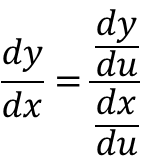 dy/dx = (dy/du)/(dx/du)